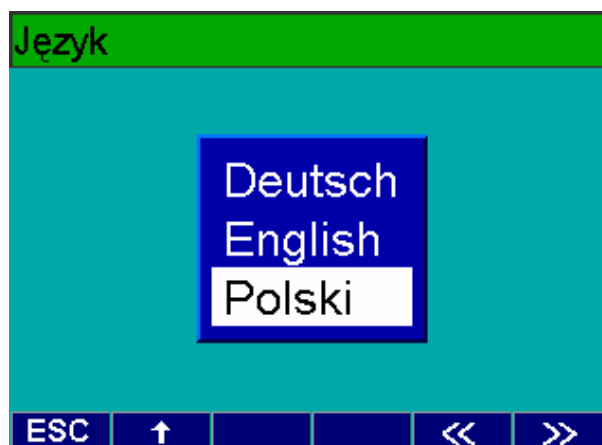 Język
Deutsch
English
Polski
ESC ↑ << >>